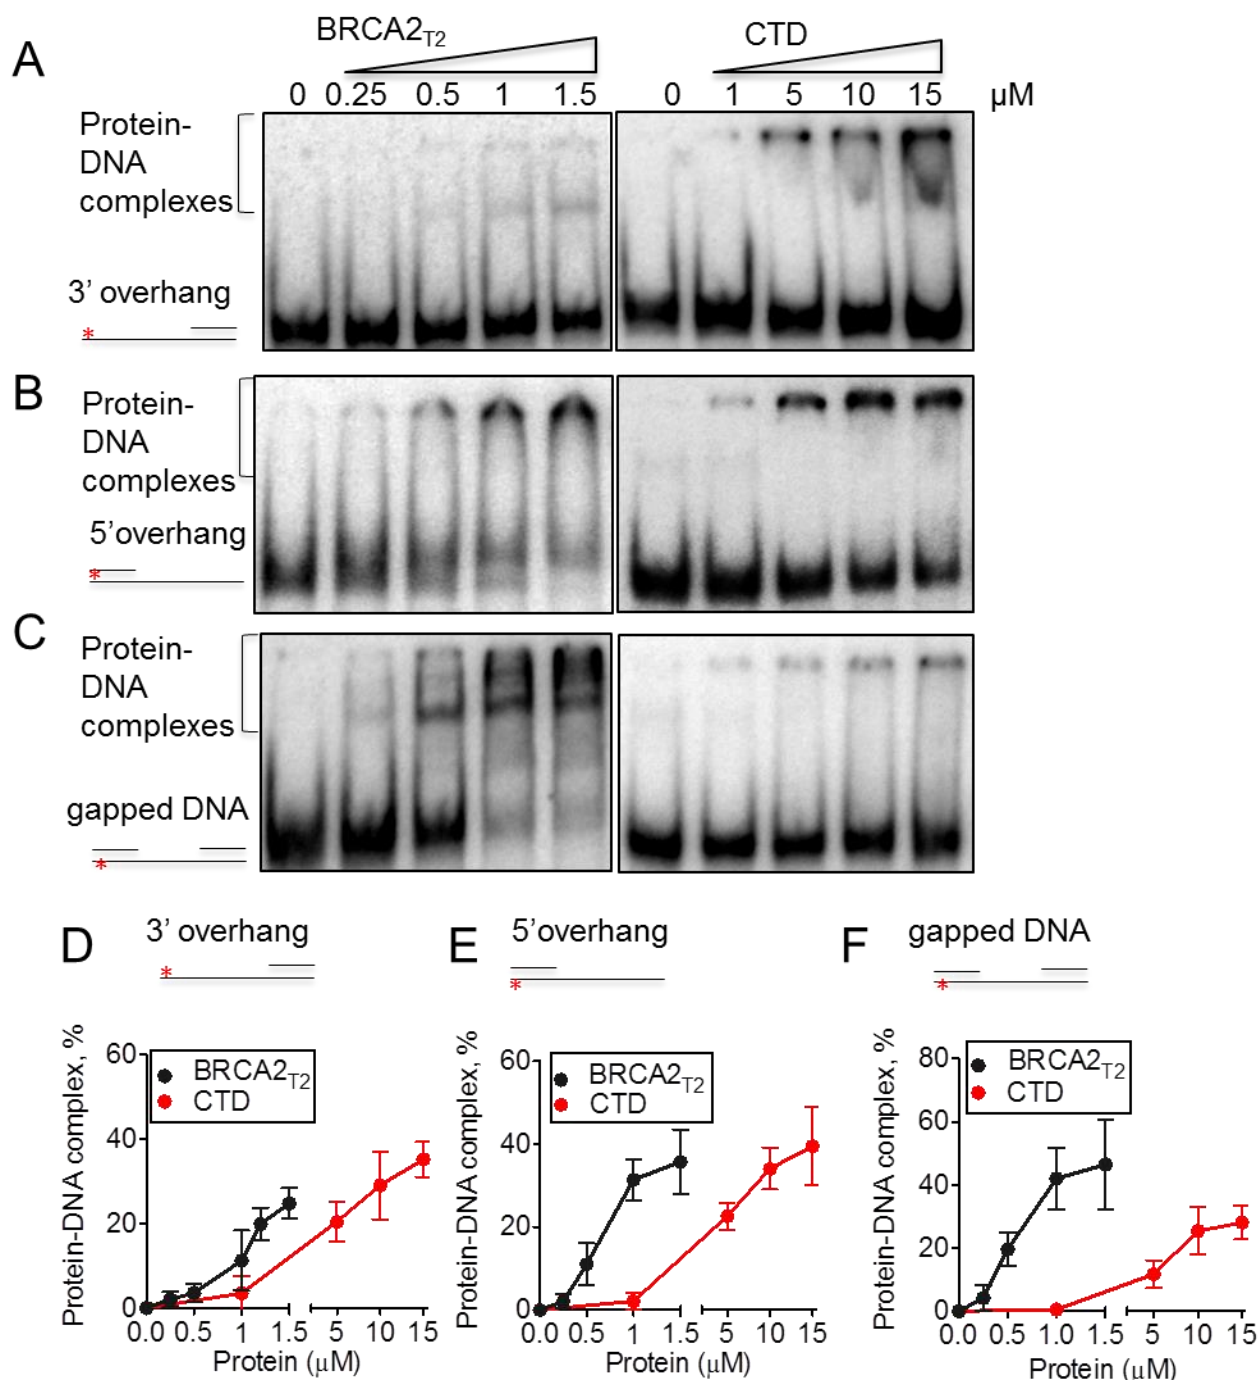 A
BRCA2T2
CTD
0 0.25 0.5 1 1.5
0 1 5 10 15 µM
Protein-
DNA
complexes
3’ overhang
*
B
Protein-
DNA
complexes
5’overhang
*
C
Protein-
DNA
complexes
gapped DNA
*
D
3’ overhang
*
Protein-DNA complex, %
60
40
20
0
BRCA2T2
CTD
0.0 0.5 1 1.5 5 10 15
Protein (μM)
E
5’overhang
*
Protein-DNA complex, %
60
40
20
0
BRCA2T2
CTD
0.0 0.5 1 1.5 5 10 15
Protein (μM)
F
gapped DNA
*
Protein-DNA complex, %
80
60
40
20
0
BRCA2T2
CTD
0.0 0.5 1.0 1.5 5 10 15
Protein (μM)